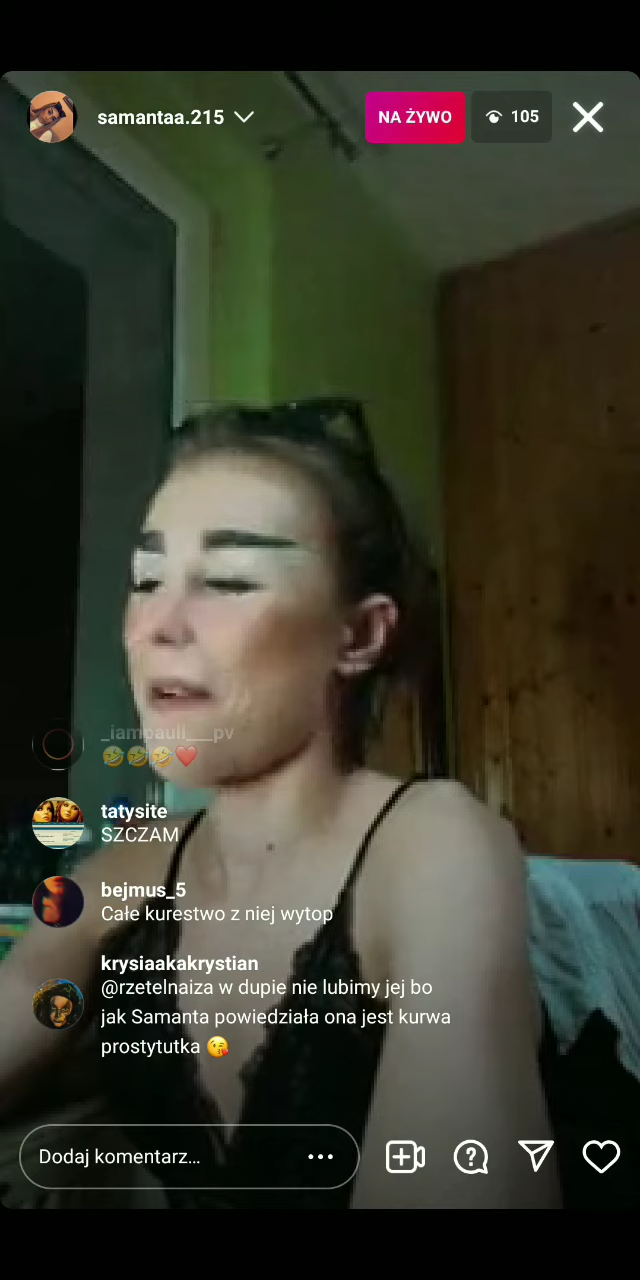 samantaa.215
NA ŻYWO
105
_iampauli___pv
🤣🤣🤣❤️
tatysite
SZCZAM
bejmus_5
Całe kurestwo z niej wytop
krysiaakakrystian
@rzetelnaiza w dupie nie lubimy jej bo
jak Samanta powiedziała ona jest kurwa
prostytutka 😘
Dodaj komentarz...